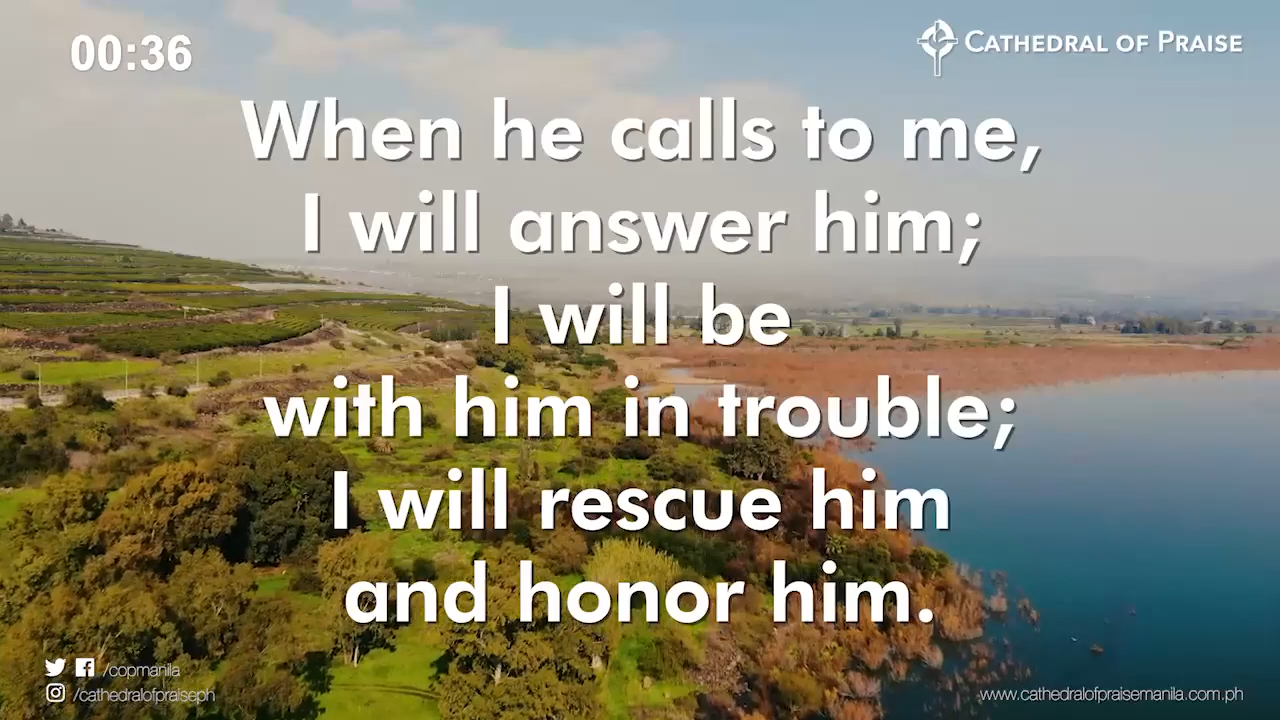 00:36
CATHEDRAL OF PRAISE
When he calls to me,
I will answer him;
I will be
with him in trouble;
I will rescue him
and honor him.
/copmanila
/cathedralofpraiseph
www.cathedralofpraisemanila.com.ph